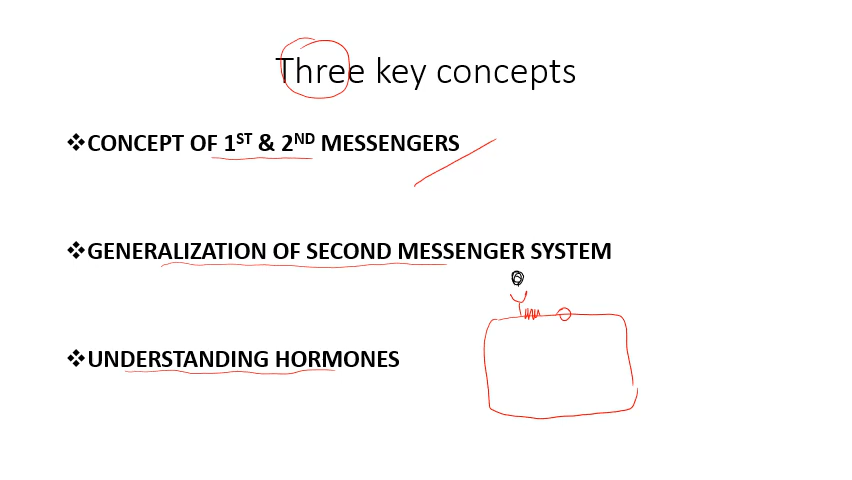 Three key concepts
❖CONCEPT OF 1ST & 2ND MESSENGERS
❖GENERALIZATION OF SECOND MESSENGER SYSTEM
❖UNDERSTANDING HORMONES